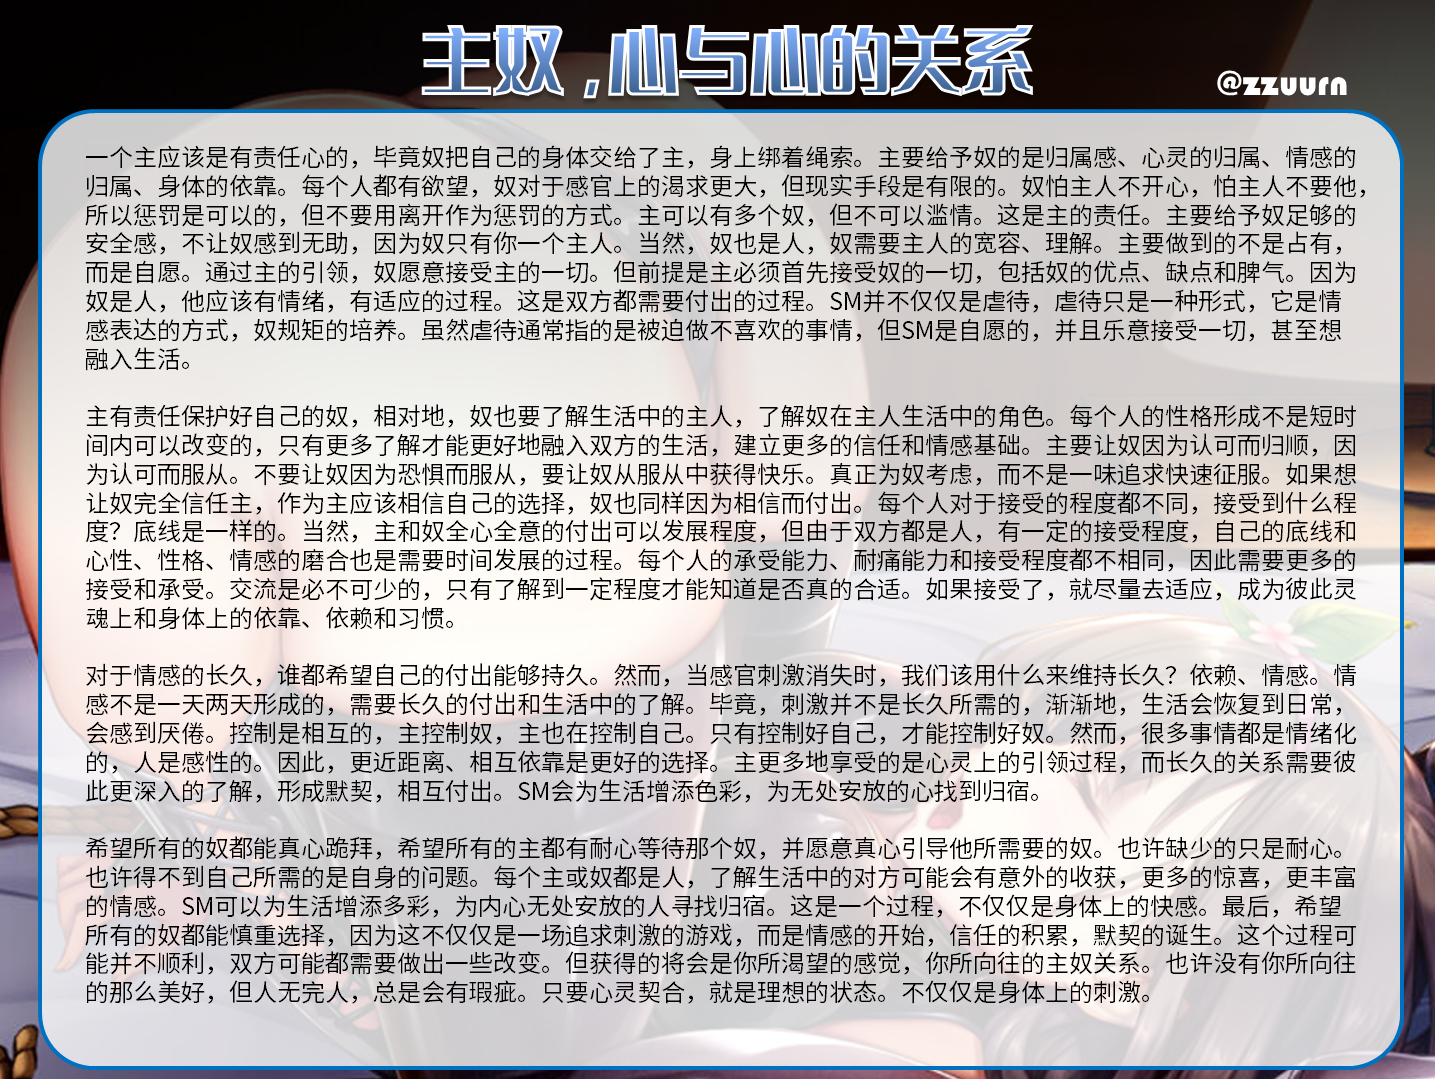 主奴，心与心的关系
@zzuurn
一个主应该是有责任心的，毕竟奴把自己的身体交给了主，身上绑着绳索。主要给予奴的是归属感、心灵的归属、情感的
归属、身体的依靠。每个人都有欲望，奴对于感官上的渴求更大，但现实手段是有限的。奴怕主人不开心，怕主人不要他，
所以惩罚是可以的，但不要用离开作为惩罚的方式。主可以有多个奴，但不可以滥情。这是主的责任。主要给予奴足够的
安全感，不让奴感到无助，因为奴只有你一个主人。当然，奴也是人，奴需要主人的宽容、理解。主要做到的不是占有，
而是自愿。通过主的引领，奴愿意接受主的一切。但前提是主必须首先接受奴的一切，包括奴的优点、缺点和脾气。因为
奴是人，他应该有情绪，有适应的过程。这是双方都需要付出的过程。SM并不仅仅是虐待，虐待只是一种形式，它是情
感表达的方式，奴规矩的培养。虽然虐待通常指的是被迫做不喜欢的事情，但SM是自愿的，并且乐意接受一切，甚至想
融入生活。
主有责任保护好自己的奴，相对地，奴也要了解生活中的主人，了解奴在主人生活中的角色。每个人的性格形成不是短时
间内可以改变的，只有更多了解才能更好地融入双方的生活，建立更多的信任和情感基础。主要让奴因为认可而归顺，因
为认可而服从。不要让奴因为恐惧而服从，要让奴从服从中获得快乐。真正为奴考虑，而不是一味追求快速征服。如果想
让奴完全信任主，作为主应该相信自己的选择，奴也同样因为相信而付出。每个人对于接受的程度都不同，接受到什么程
度？底线是一样的。当然，主和奴全心全意的付出可以发展程度，但由于双方都是人，有一定的接受程度，自己的底线和
心性、性格、情感的磨合也是需要时间发展的过程。每个人的承受能力、耐痛能力和接受程度都不相同，因此需要更多的
接受和承受。交流是必不可少的，只有了解到一定程度才能知道是否真的合适。如果接受了，就尽量去适应，成为彼此灵
魂上和身体上的依靠、依赖和习惯。
对于情感的长久，谁都希望自己的付出能够持久。然而，当感官刺激消失时，我们该用什么来维持长久？依赖、情感。情
感不是一天两天形成的，需要长久的付出和生活中的了解。毕竟，刺激并不是长久所需的，渐渐地，生活会恢复到日常，
会感到厌倦。控制是相互的，主控制奴，主也在控制自己。只有控制好自己，才能控制好奴。然而，很多事情都是情绪化
的，人是感性的。因此，更近距离、相互依靠是更好的选择。主更多地享受的是心灵上的引领过程，而长久的关系需要彼
此更深入的了解，形成默契，相互付出。SM会为生活增添色彩，为无处安放的心找到归宿。
希望所有的奴都能真心跪拜，希望所有的主都有耐心等待那个奴，并愿意真心引导他所需要的奴。也许缺少的只是耐心。
也许得不到自己所需的是自身的问题。每个主或奴都是人，了解生活中的对方可能会有意外的收获，更多的惊喜，更丰富
的情感。SM可以为生活增添多彩，为内心无处安放的人寻找归宿。这是一个过程，不仅仅是身体上的快感。最后，希望
所有的奴都能慎重选择，因为这不仅仅是一场追求刺激的游戏，而是情感的开始，信任的积累，默契的诞生。这个过程可
能并不顺利，双方可能都需要做出一些改变。但获得的将会是你所渴望的感觉，你所向往的主奴关系。也许没有你所向往
的那么美好，但人无完人，总是会有瑕疵。只要心灵契合，就是理想的状态。不仅仅是身体上的刺激。